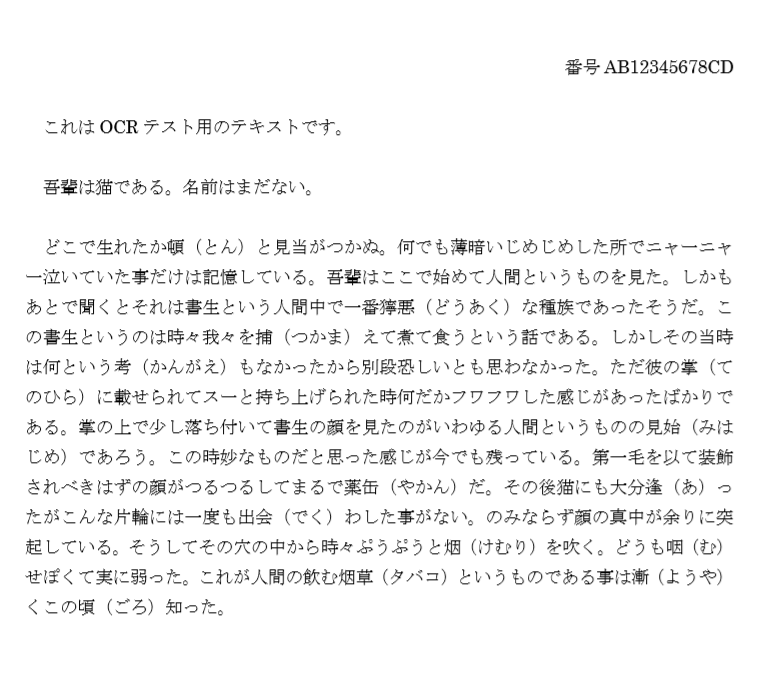 番号 AB12345678CD
これは OCR テスト用のテキストです。
吾輩は猫である。名前はまだない。
どこで生れたか頓（とん）と見当がつかぬ。何でも薄暗いじめじめした所でニャーニャ
ー泣いていた事だけは記憶している。吾輩はここで始めて人間というものを見た。しかも
あとで聞くとそれは書生という人間中で一番獰悪（どうあく）な種族であったそうだ。こ
の書生というのは時々我々を捕（つかま）えて煮て食うという話である。しかしその当時
は何という考（かんがえ）もなかったから別段恐しいとも思わなかった。ただ彼の掌（て
のひら）に載せられてスーと持ち上げられた時何だかフワフワした感じがあったばかりで
ある。掌の上で少し落ち付いて書生の顔を見たのがいわゆる人間というものの見始（みは
じめ）であろう。この時妙なものだと思った感じが今でも残っている。第一毛を以て装飾
されべきはずの顔がつるつるしてまるで薬缶（やかん）だ。その後猫にも大分逢（あ）っ
たがこんな片輪には一度も出会（でく）わした事がない。のみならず顔の真中が余りに突
起している。そうしてその穴の中から時々ぷうぷうと烟（けむり）を吹く。どうも咽（む）
せぽくて実に弱った。これが人間の飲む烟草（タバコ）というものである事は漸（ようや）
くこの頃（ごろ）知った。